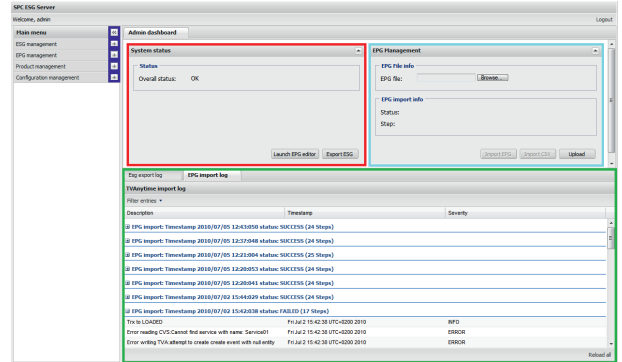 SPC ESG Server
Welcome, admin
Logout
Main menu
ESG management
EPG management
Product management
Configuration management
Admin dashboard
System status
Status
Overall status: OK
Launch EPG editor Export ESG
EPG Management
EPG File info
EPG file: Browse...
EPG import info
Status:
Step:
Import EPG Import CSV Upload
Esg export log EPG import log
TVAnytime import log
Filter entries
Description Timestamp Severity
EPG import: Timestamp 2010/07/05 12:43:050 status: SUCCESS (24 Steps)
EPG import: Timestamp 2010/07/05 12:37:048 status: SUCCESS (24 Steps)
EPG import: Timestamp 2010/07/05 12:21:004 status: SUCCESS (25 Steps)
EPG import: Timestamp 2010/07/05 12:20:053 status: SUCCESS (24 Steps)
EPG import: Timestamp 2010/07/05 12:20:041 status: SUCCESS (24 Steps)
EPG import: Timestamp 2010/07/02 15:44:029 status: SUCCESS (24 Steps)
EPG import: Timestamp 2010/07/02 15:42:038 status: FAILED (17 Steps)
Trx to LOADED Fri Jul 2 15:42:38 UTC+0200 2010 INFO
Error reading CVS:Cannot find service with name: Service01 Fri Jul 2 15:42:38 UTC+0200 2010 ERROR
Error writing TVA:attempt to create create event with null entity Fri Jul 2 15:42:38 UTC+0200 2010 ERROR
Reload all